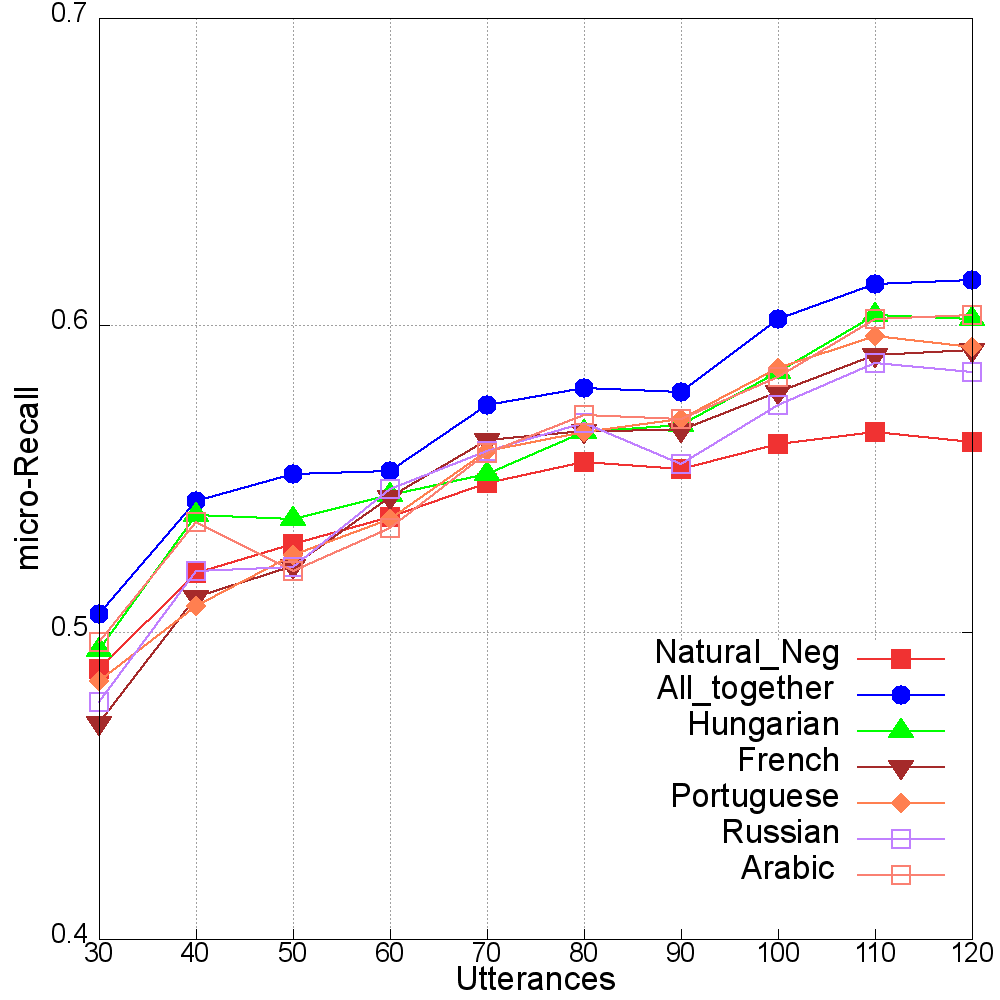 0.7
0.6
0.5
0.4
micro-Recall
30 40 50 60 70 80 90 100 110 120
Utterances
Natural_Neg
All_together
Hungarian
French
Portuguese
Russian
Arabic